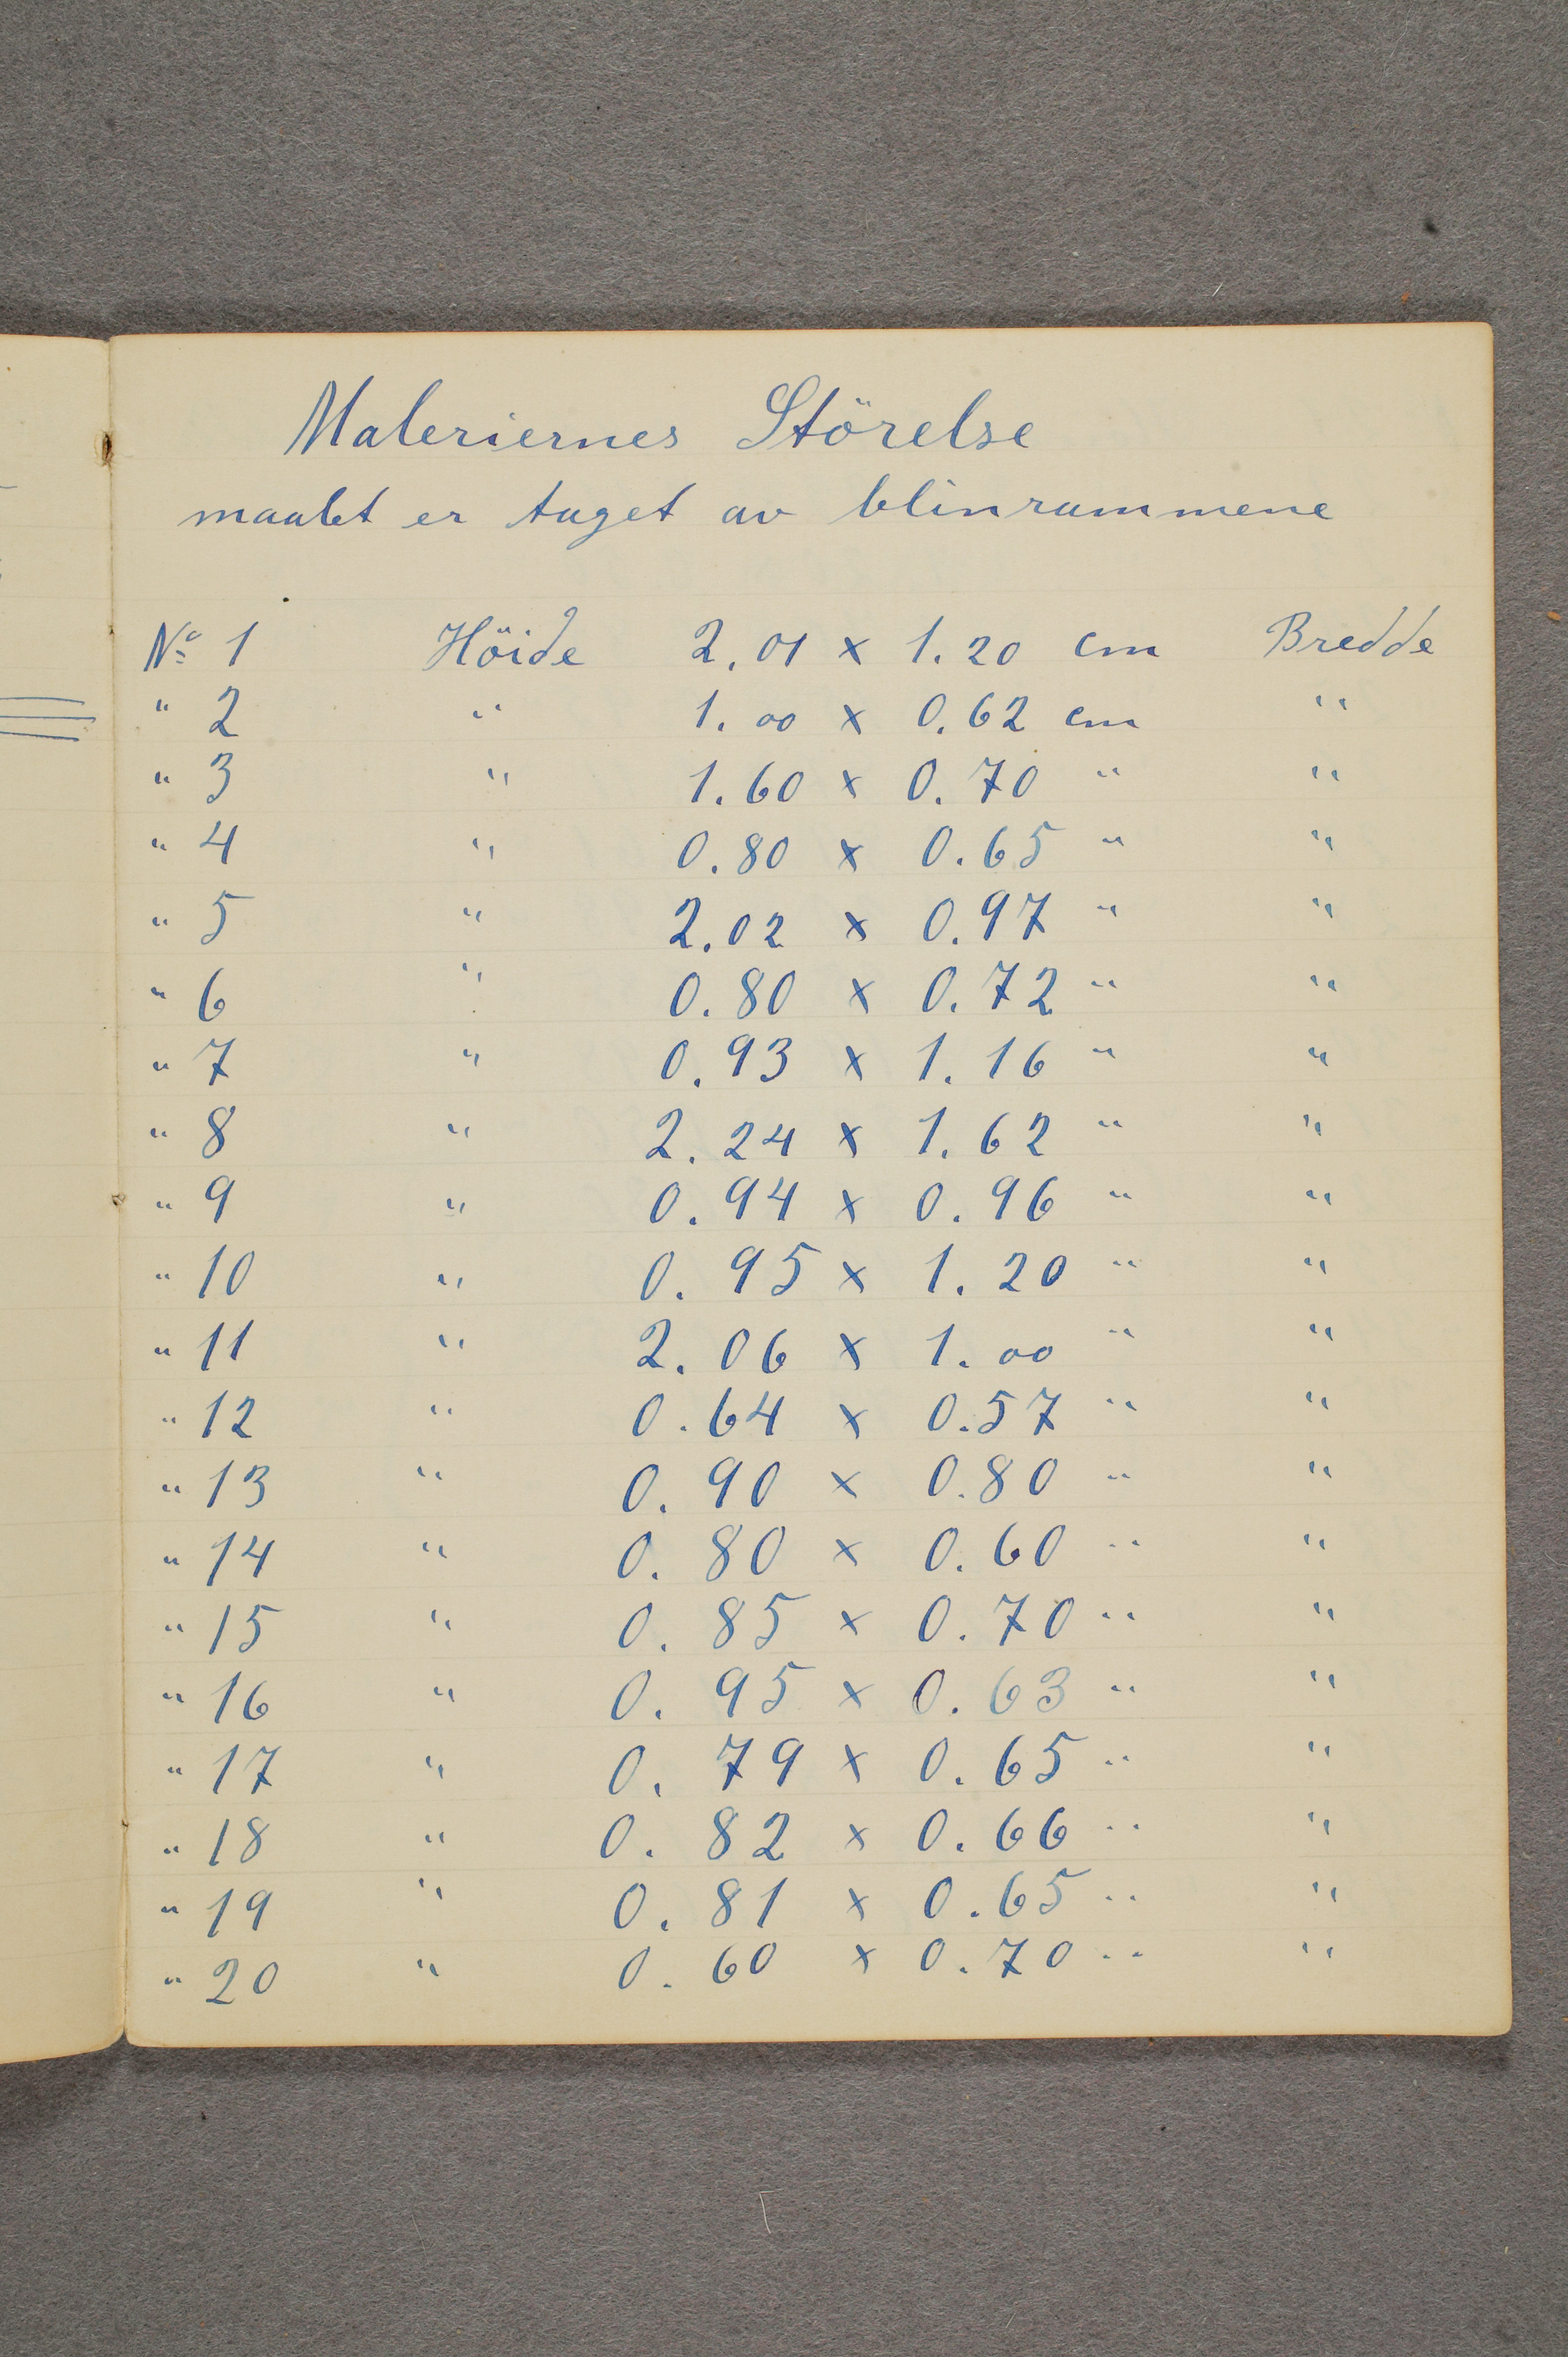 Maleriernes Störelse
maalet er taget av blinrammene
No 1 Höide 2.01 x 1.20 cm Bredde
" 2 " 1.00 x 0.62 cm "
" 3 " 1.60 x 0.70 " "
" 4 " 0.80 x 0.65 " "
" 5 " 2.02 x 0.97 " "
" 6 " 0.80 x 0.72 " "
" 7 " 0.93 x 1.16 " "
" 8 " 2.24 x 1.62 " "
" 9 " 0.94 x 0.96 " "
" 10 " 0.95 x 1.20 " "
" 11 " 2.06 x 1.00 " "
" 12 " 0.64 x 0.57 " "
" 13 " 0.90 x 0.80 " "
" 14 " 0.80 x 0.60 " "
" 15 " 0.85 x 0.70 " "
" 16 " 0.95 x 0.63 " "
" 17 " 0.79 x 0.65 " "
" 18 " 0.82 x 0.66 " "
" 19 " 0.81 x 0.65 " "
" 20 " 0.60 x 0.70 " "